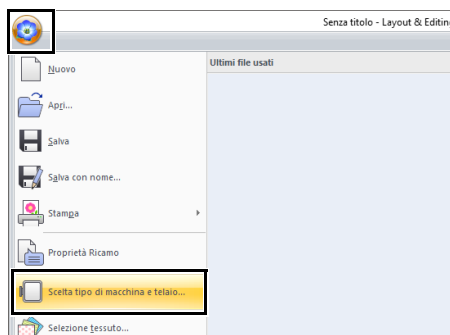 Senza titolo - Layout & Editing
Ultimi file usati
Nuovo
Apri...
Salva
Salva con nome...
Stampa
Proprietà Ricamo
Scelta tipo di macchina e telaio...
Selezione tessuto...